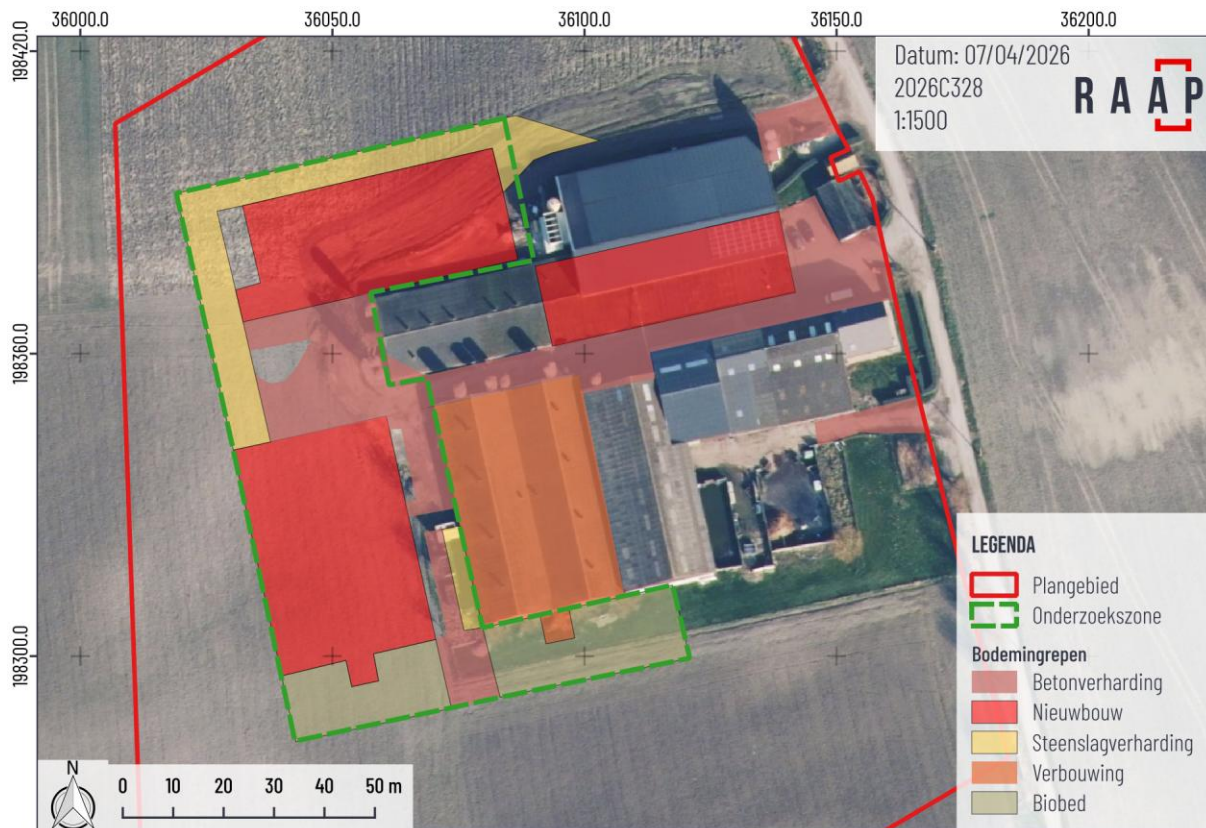 36000.0 36050.0 36100.0 36150.0 36200.0
198420.0
198360.0
198300.0
Datum: 07/04/2026
2026C328
1:1500
RAAP
LEGENDA
Plangebied
Onderzoekszone
Bodemingrepen
Betonverharding
Nieuwbouw
Steenslagverharding
Verbouwing
Biobed
N
0 10 20 30 40 50 m